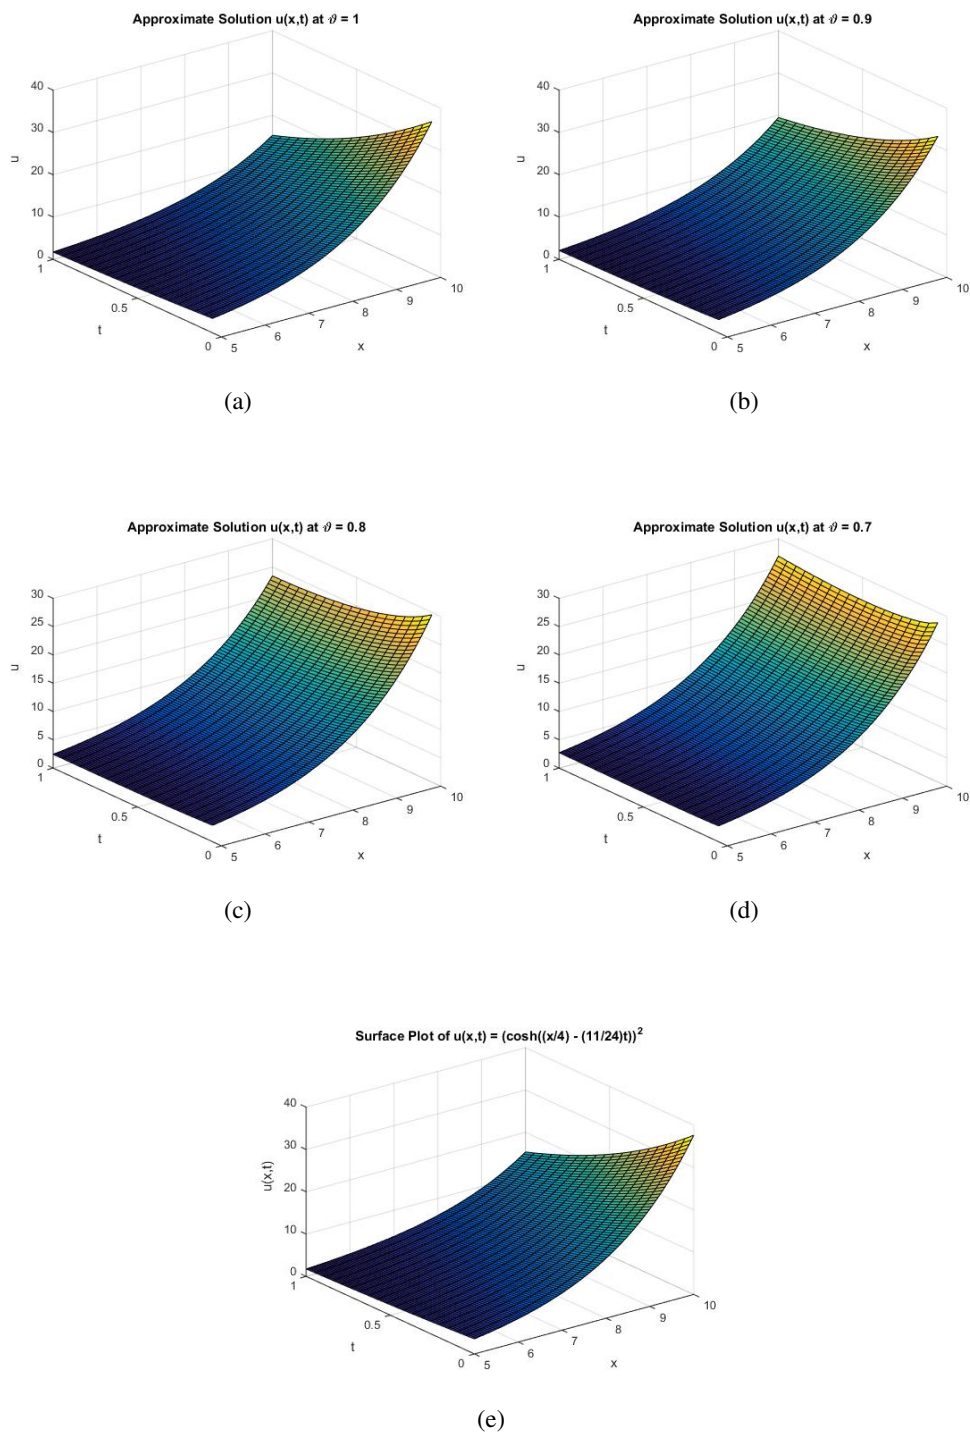 Approximate Solution u(x,t) at 𝜗 = 1
40
30
20
10
0
u
1
0.5
0
t
5
6
7
8
9
10
x
(a)
Approximate Solution u(x,t) at 𝜗 = 0.9
40
30
20
10
0
u
1
0.5
0
t
5
6
7
8
9
10
x
(b)
Approximate Solution u(x,t) at 𝜗 = 0.8
30
25
20
15
10
5
0
u
1
0.5
0
t
5
6
7
8
9
10
x
(c)
Approximate Solution u(x,t) at 𝜗 = 0.7
30
25
20
15
10
5
0
u
1
0.5
0
t
5
6
7
8
9
10
x
(d)
Surface Plot of u(x,t) = (cosh((x/4) - (11/24)t))²
40
30
20
10
0
u(x,t)
1
0.5
0
t
5
6
7
8
9
10
x
(e)